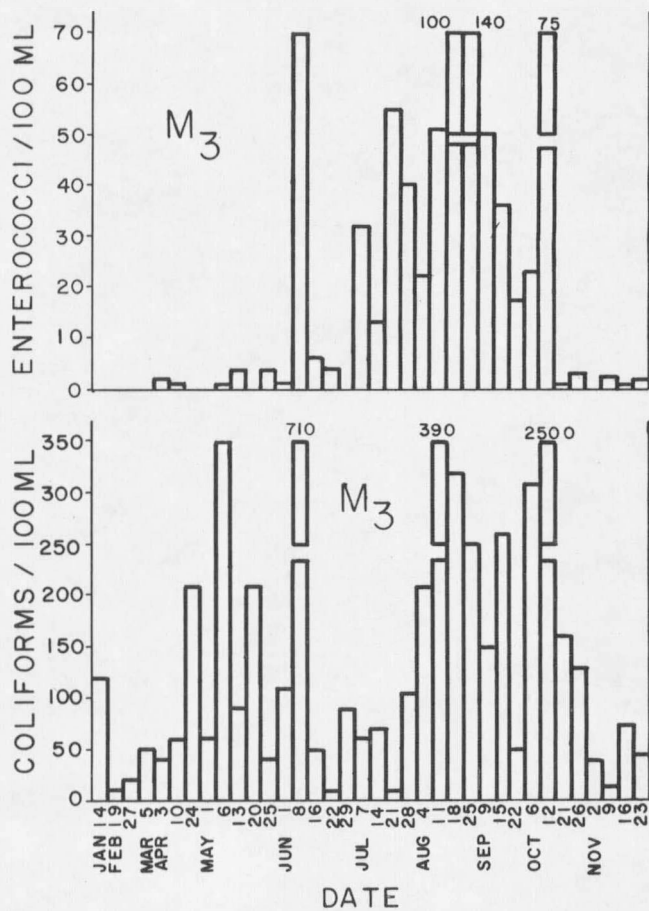 100 140 75
70
60
50
40
30
20
10
0
ENTEROCOCCI/100 ML
M3
710 390 2500
350
300
250
200
150
100
50
0
COLIFORMS / 100ML
M3
14 19 27 5 3 10 24 1 6 13 20 25 1 8 16 22 29 7 14 21 28 4 11 18 25 9 15 22 6 12 21 26 2 9 16 23
JAN FEB MAR APR MAY JUN JUL AUG SEP OCT NOV
DATE